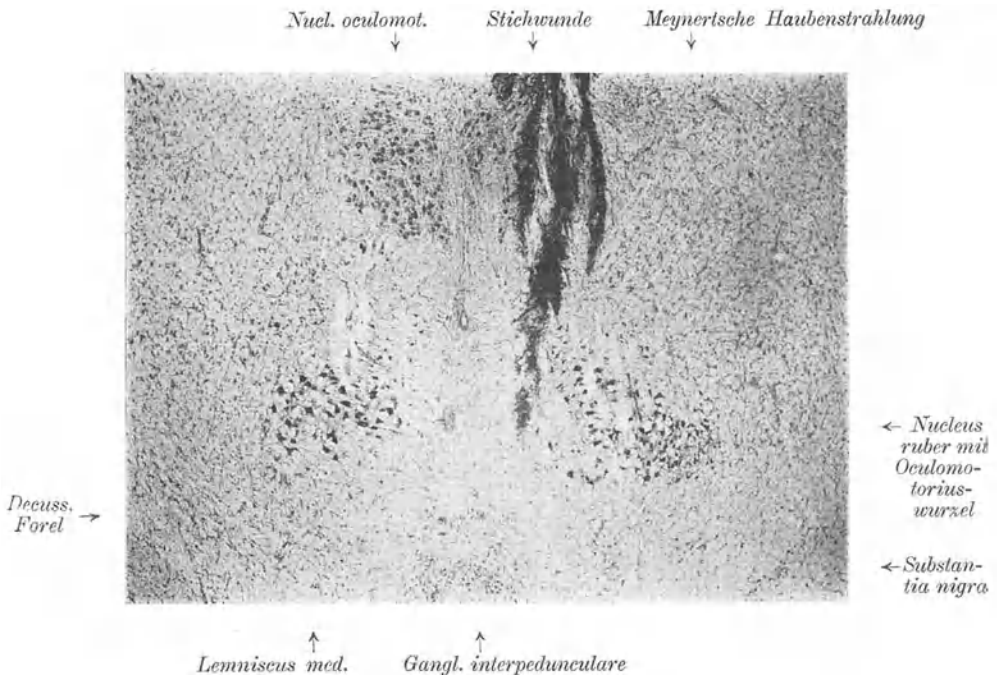 Nucl. oculomot. Stichwunde Meynertsche Haubenstrahlung
Nucleus
ruber mit
Oculomo-
torius-
wurzel
Decuss.
Forel
Substan-
tia nigra
Lemniscus med. Gangl. interpedunculare